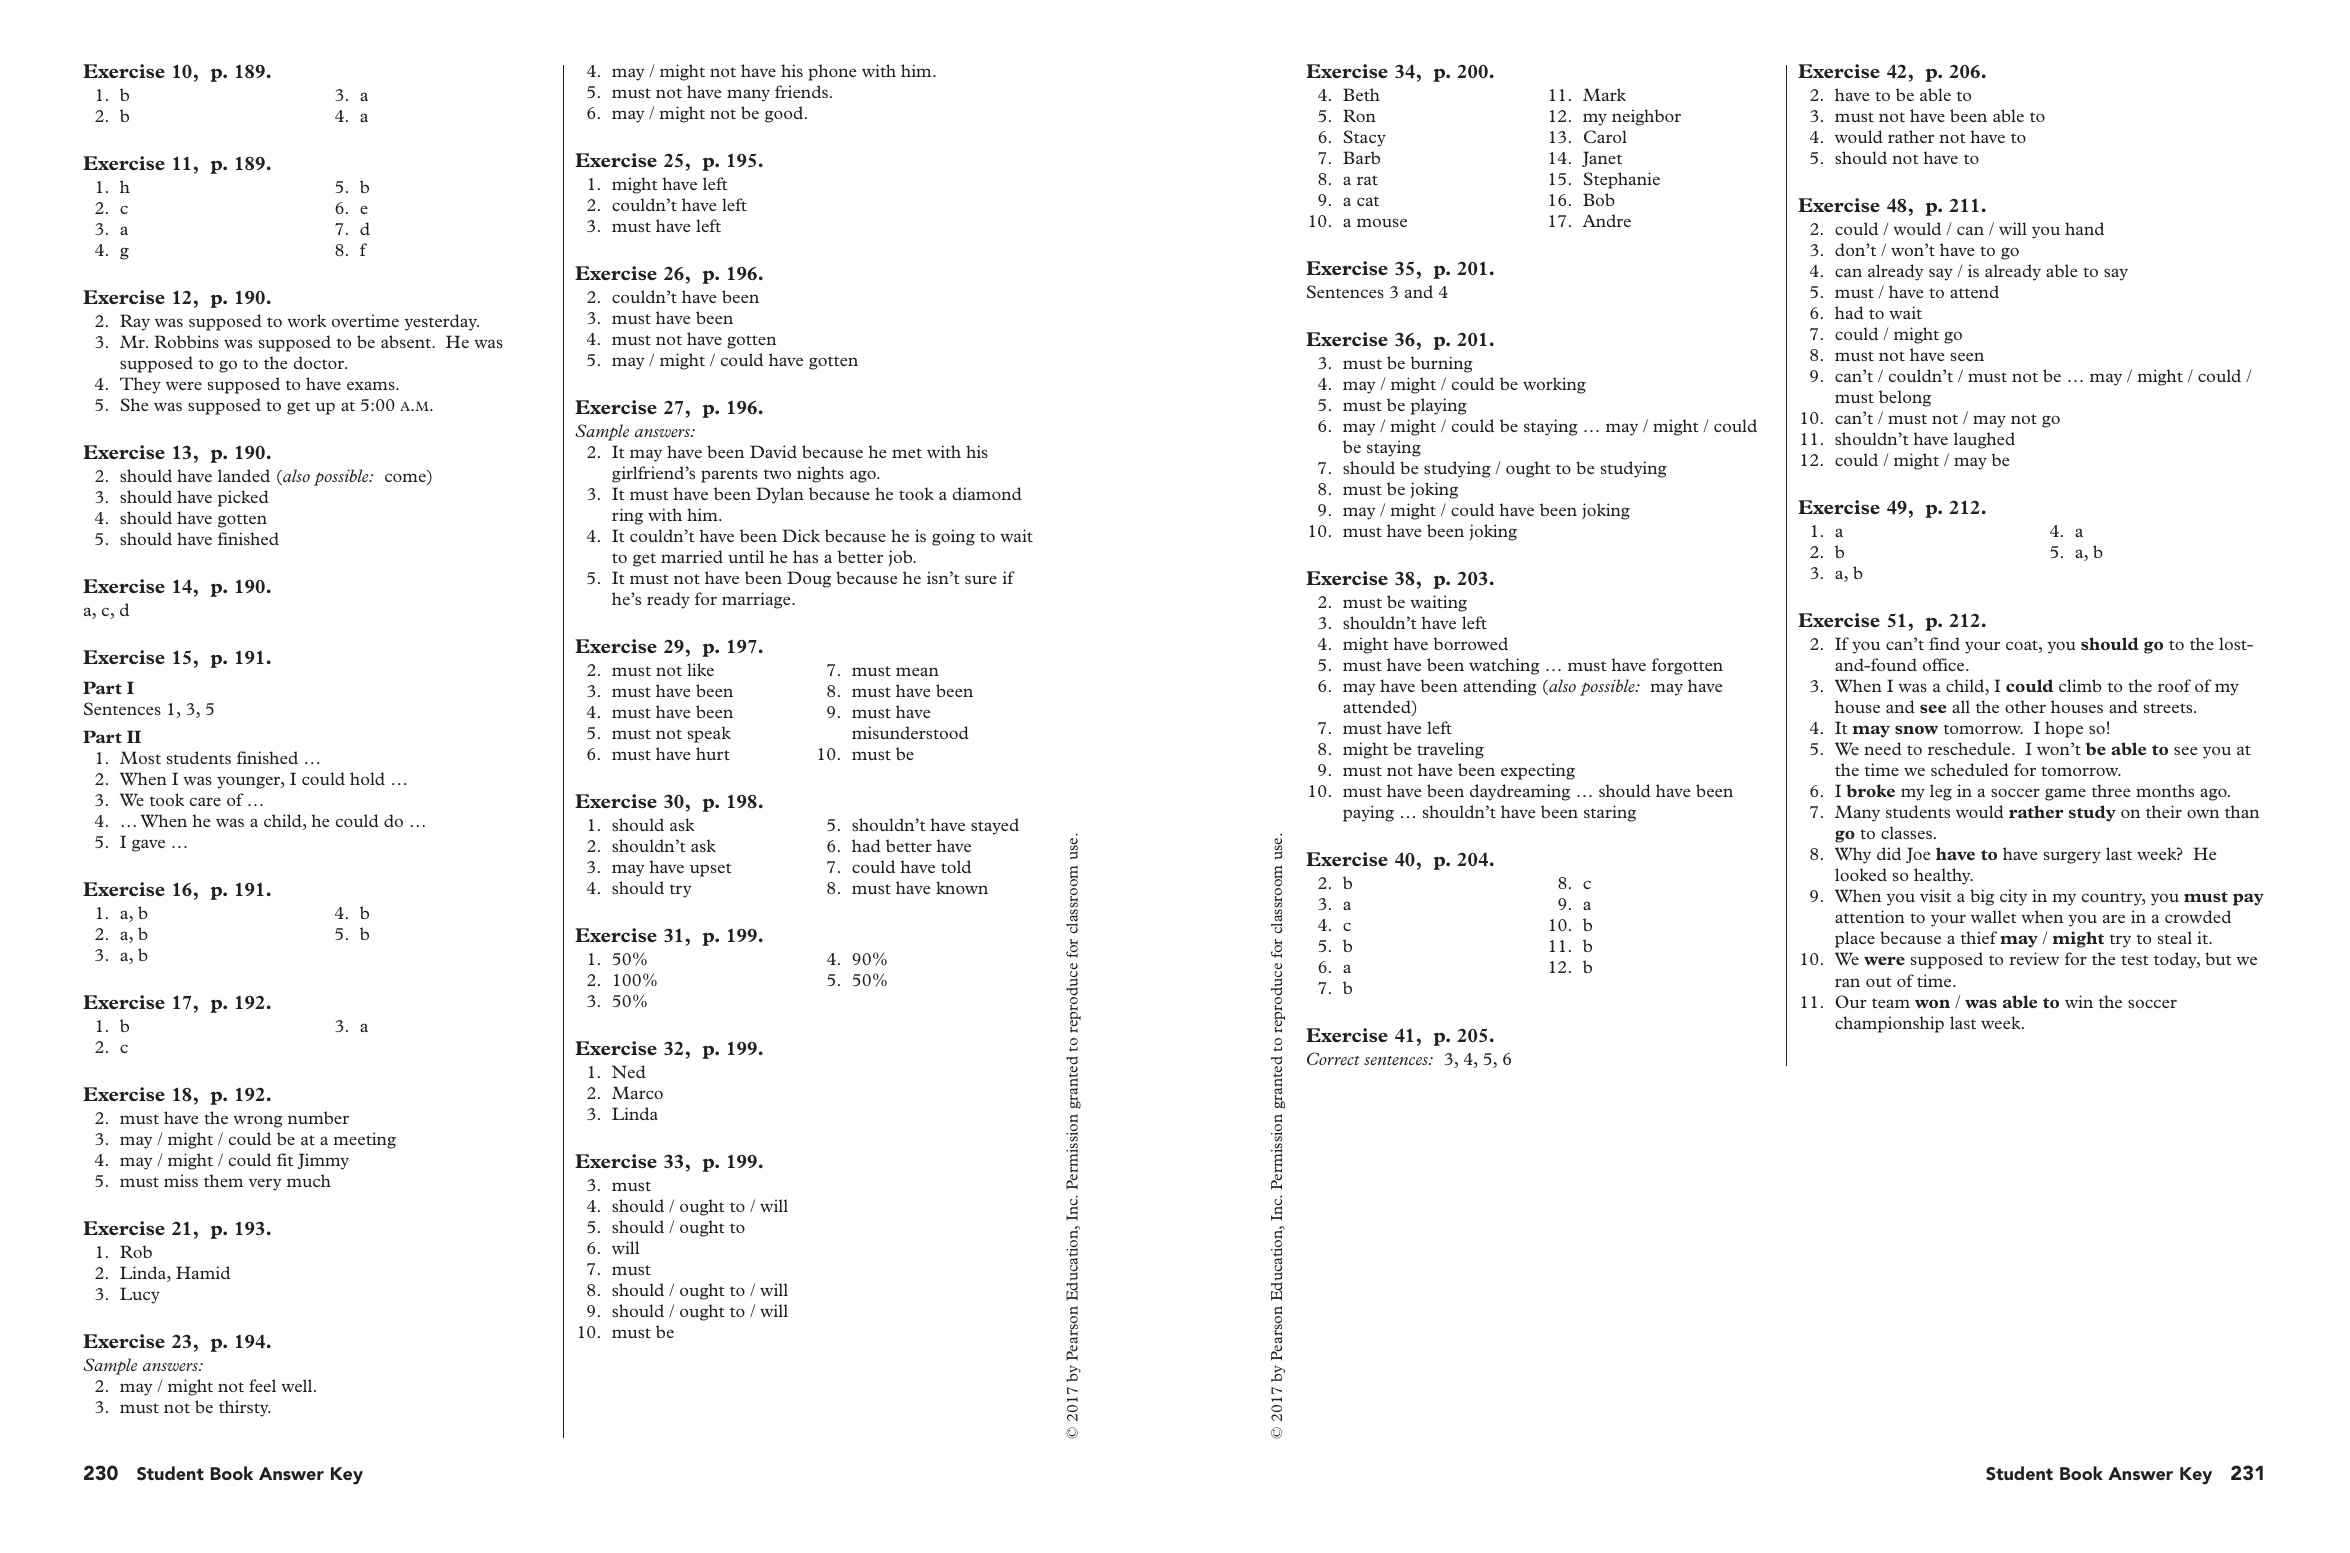 Exercise 10, p. 189.
1. b
2. b
3. a
4. a
Exercise 11, p. 189.
1. h
2. c
3. a
4. g
5. b
6. e
7. d
8. f
Exercise 12, p. 190.
2. Ray was supposed to work overtime yesterday.
3. Mr. Robbins was supposed to be absent. He was
supposed to go to the doctor.
4. They were supposed to have exams.
5. She was supposed to get up at 5:00 A.M.
Exercise 13, p. 190.
2. should have landed (also possible: come)
3. should have picked
4. should have gotten
5. should have finished
Exercise 14, p. 190.
a, c, d
Exercise 15, p. 191.
Part I
Sentences 1, 3, 5
Part II
1. Most students finished …
2. When I was younger, I could hold …
3. We took care of …
4. … When he was a child, he could do …
5. I gave …
Exercise 16, p. 191.
1. a, b
2. a, b
3. a, b
4. b
5. b
Exercise 17, p. 192.
1. b
2. c
3. a
Exercise 18, p. 192.
2. must have the wrong number
3. may / might / could be at a meeting
4. may / might / could fit Jimmy
5. must miss them very much
Exercise 21, p. 193.
1. Rob
2. Linda, Hamid
3. Lucy
Exercise 23, p. 194.
Sample answers:
2. may / might not feel well.
3. must not be thirsty.
4. may / might not have his phone with him.
5. must not have many friends.
6. may / might not be good.
Exercise 25, p. 195.
1. might have left
2. couldn't have left
3. must have left
Exercise 26, p. 196.
2. couldn't have been
3. must have been
4. must not have gotten
5. may / might / could have gotten
Exercise 27, p. 196.
Sample answers:
2. It may have been David because he met with his
girlfriend's parents two nights ago.
3. It must have been Dylan because he took a diamond
ring with him.
4. It couldn't have been Dick because he is going to wait
to get married until he has a better job.
5. It must not have been Doug because he isn't sure if
he's ready for marriage.
Exercise 29, p. 197.
2. must not like
3. must have been
4. must have been
5. must not speak
6. must have hurt
7. must mean
8. must have been
9. must have
misunderstood
10. must be
Exercise 30, p. 198.
1. should ask
2. shouldn't ask
3. may have upset
4. should try
5. shouldn't have stayed
6. had better have
7. could have told
8. must have known
Exercise 31, p. 199.
1. 50%
2. 100%
3. 50%
4. 90%
5. 50%
Exercise 32, p. 199.
1. Ned
2. Marco
3. Linda
Exercise 33, p. 199.
3. must
4. should / ought to / will
5. should / ought to
6. will
7. must
8. should / ought to / will
9. should / ought to / will
10. must be
© 2017 by Pearson Education, Inc. Permission granted to reproduce for classroom use.
230 Student Book Answer Key
© 2017 by Pearson Education, Inc. Permission granted to reproduce for classroom use.
Exercise 34, p. 200.
4. Beth
5. Ron
6. Stacy
7. Barb
8. a rat
9. a cat
10. a mouse
11. Mark
12. my neighbor
13. Carol
14. Janet
15. Stephanie
16. Bob
17. Andre
Exercise 35, p. 201.
Sentences 3 and 4
Exercise 36, p. 201.
3. must be burning
4. may / might / could be working
5. must be playing
6. may / might / could be staying … may / might / could
be staying
7. should be studying / ought to be studying
8. must be joking
9. may / might / could have been joking
10. must have been joking
Exercise 38, p. 203.
2. must be waiting
3. shouldn't have left
4. might have borrowed
5. must have been watching … must have forgotten
6. may have been attending (also possible: may have
attended)
7. must have left
8. might be traveling
9. must not have been expecting
10. must have been daydreaming … should have been
paying … shouldn't have been staring
Exercise 40, p. 204.
2. b
3. a
4. c
5. b
6. a
7. b
8. c
9. a
10. b
11. b
12. b
Exercise 41, p. 205.
Correct sentences: 3, 4, 5, 6
Exercise 42, p. 206.
2. have to be able to
3. must not have been able to
4. would rather not have to
5. should not have to
Exercise 48, p. 211.
2. could / would / can / will you hand
3. don't / won't have to go
4. can already say / is already able to say
5. must / have to attend
6. had to wait
7. could / might go
8. must not have seen
9. can't / couldn't / must not be … may / might / could /
must belong
10. can't / must not / may not go
11. shouldn't have laughed
12. could / might / may be
Exercise 49, p. 212.
1. a
2. b
3. a, b
4. a
5. a, b
Exercise 51, p. 212.
2. If you can't find your coat, you should go to the lost-
and-found office.
3. When I was a child, I could climb to the roof of my
house and see all the other houses and streets.
4. It may snow tomorrow. I hope so!
5. We need to reschedule. I won't be able to see you at
the time we scheduled for tomorrow.
6. I broke my leg in a soccer game three months ago.
7. Many students would rather study on their own than
go to classes.
8. Why did Joe have to have surgery last week? He
looked so healthy.
9. When you visit a big city in my country, you must pay
attention to your wallet when you are in a crowded
place because a thief may / might try to steal it.
10. We were supposed to review for the test today, but we
ran out of time.
11. Our team won / was able to win the soccer
championship last week.
Student Book Answer Key 231